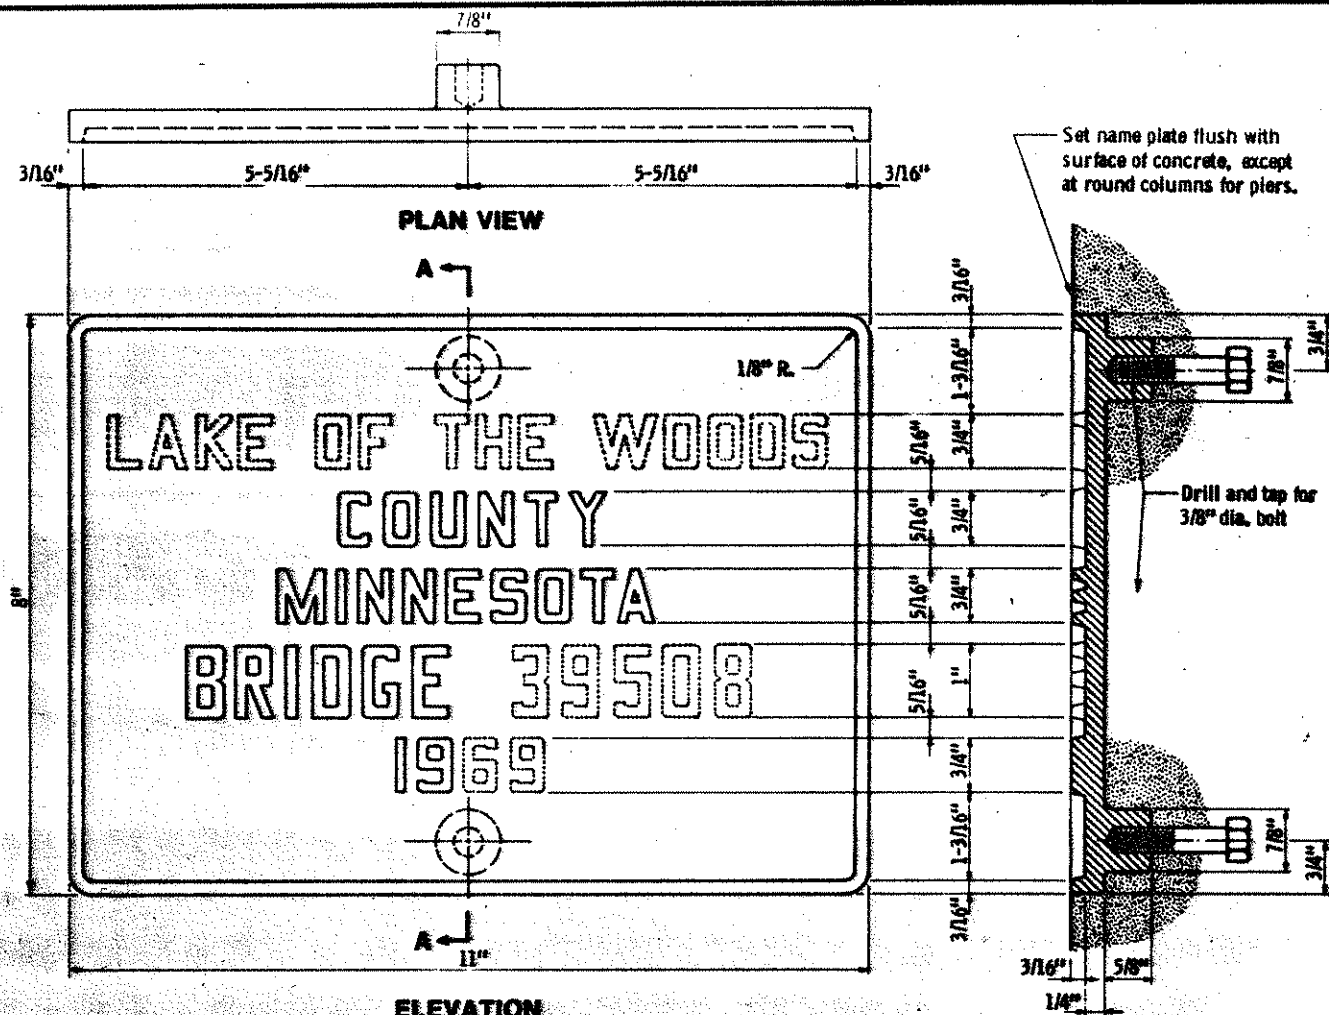 7/8"
3/16" 5-5/16" 5-5/16" 3/16"
PLAN VIEW
Set name plate flush with
surface of concrete, except
at round columns for piers.
A
8"
1/8" R.
LAKE OF THE WOODS
COUNTY
MINNESOTA
BRIDGE 39508
1969
A
11"
ELEVATION
3/16"
1-3/16"
5/16" 3/4"
5/16" 3/4"
5/16" 3/4"
5/16" 1"
3/4"
1-3/16"
3/16"
3/4"
7/8"
Drill and tap for
3/8" dia. bolt
7/8"
3/4"
3/16" 5/8"
1/4"